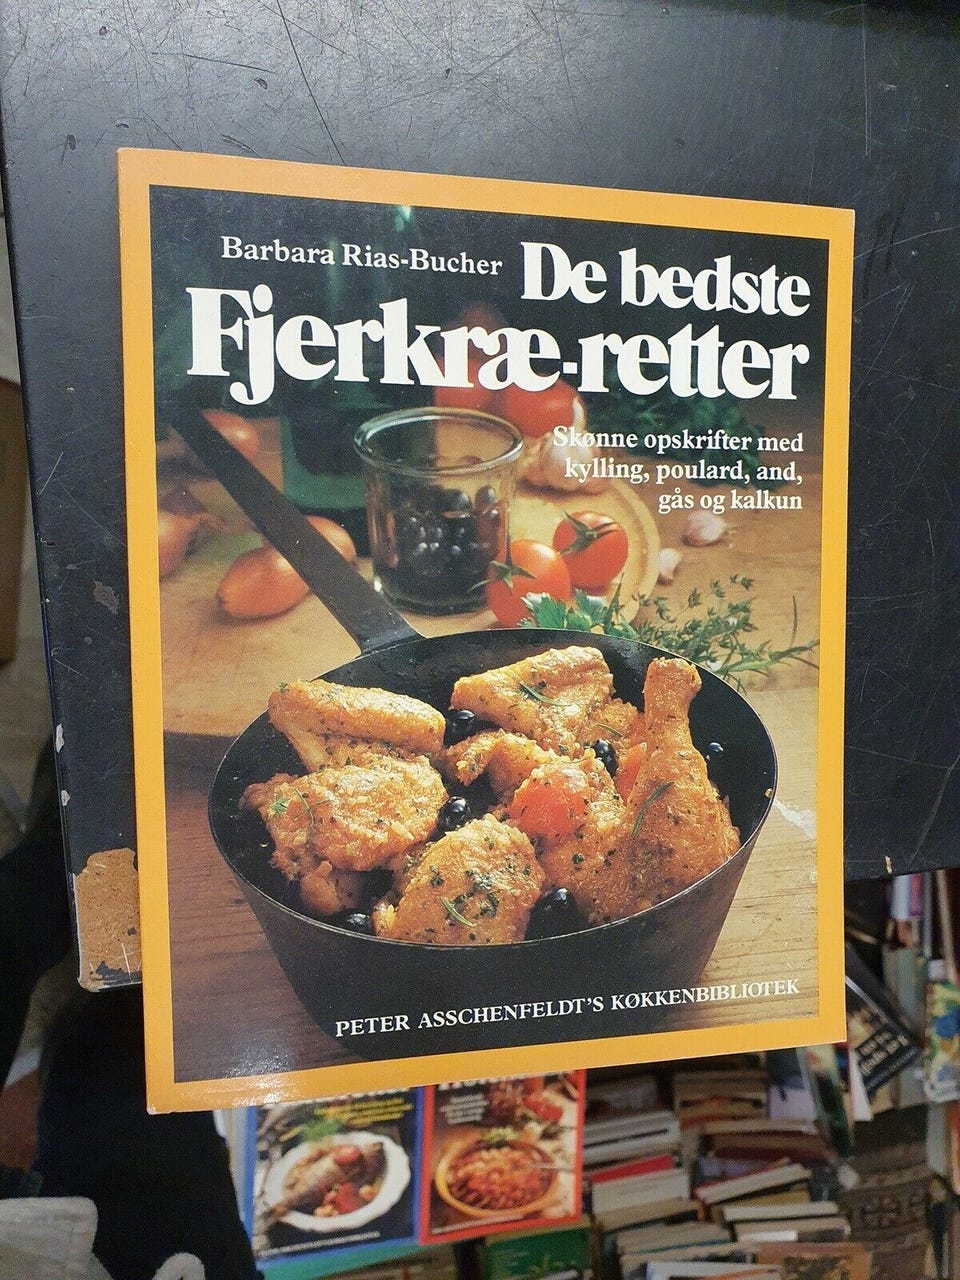 Barbara Rias-Bucher
De bedste
Fjerkræ-retter
Skønne opskrifter med
kylling, poulard, and,
gås og kalkun
PETER ASSCHENFELDT'S KØKKENBIBLIOTEK